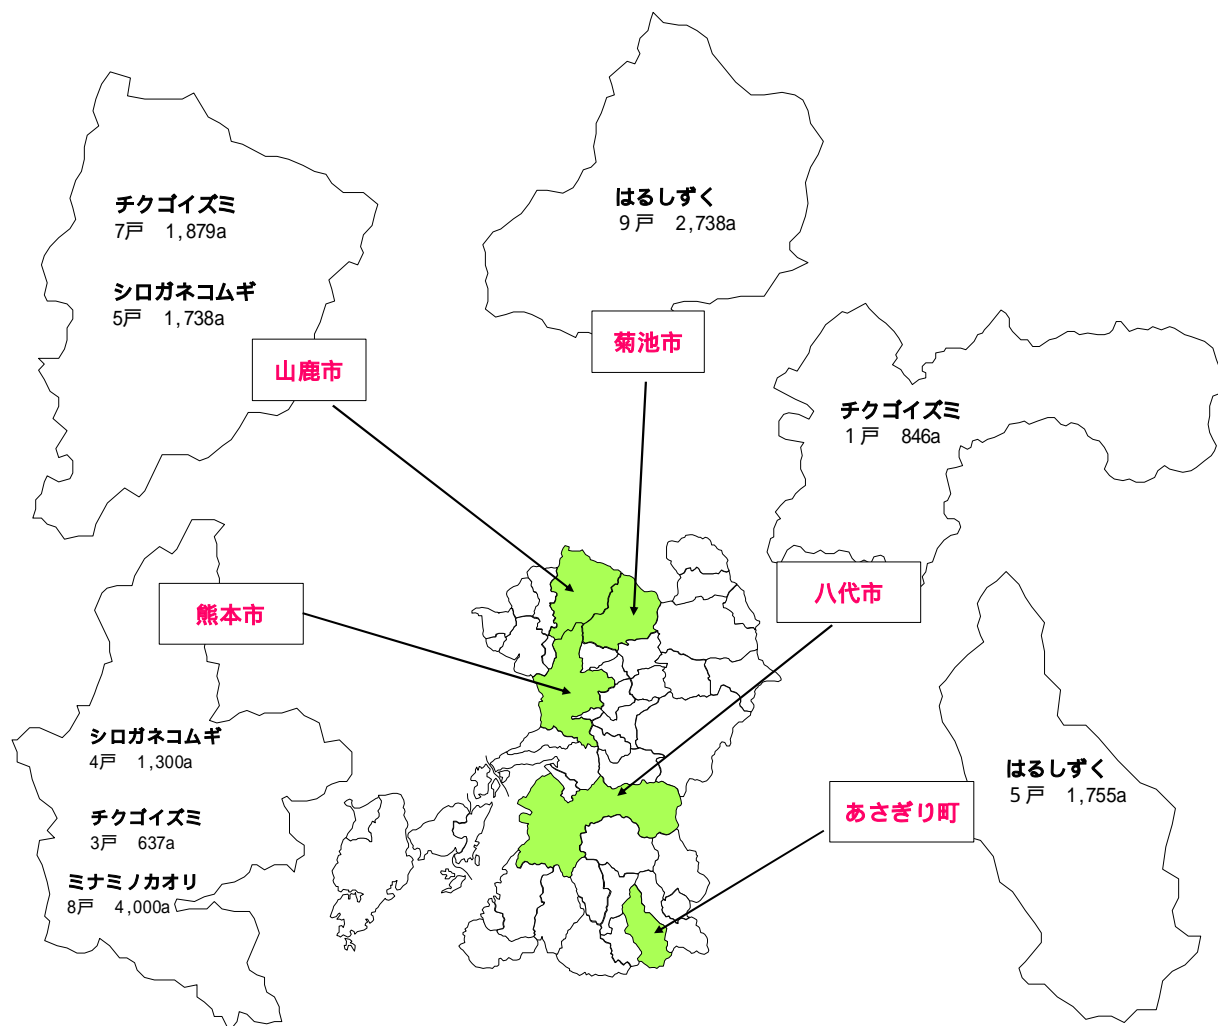 チクゴイズミ
7戸　1,879a
シロガネコムギ
5戸　1,738a
山鹿市
はるしずく
9戸　2,738a
菊池市
チクゴイズミ
1戸　846a
八代市
熊本市
シロガネコムギ
4戸　1,300a
チクゴイズミ
3戸　637a
ミナミノカオリ
8戸　4,000a
はるしずく
5戸　1,755a
あさぎり町